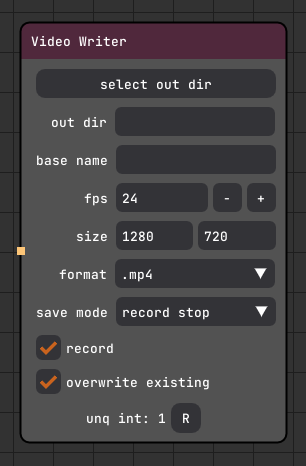 Video Writer
select out dir
out dir
base name
fps 24 - +
size 1280 720
format .mp4
save mode record stop
record
overwrite existing
unq int: 1 R